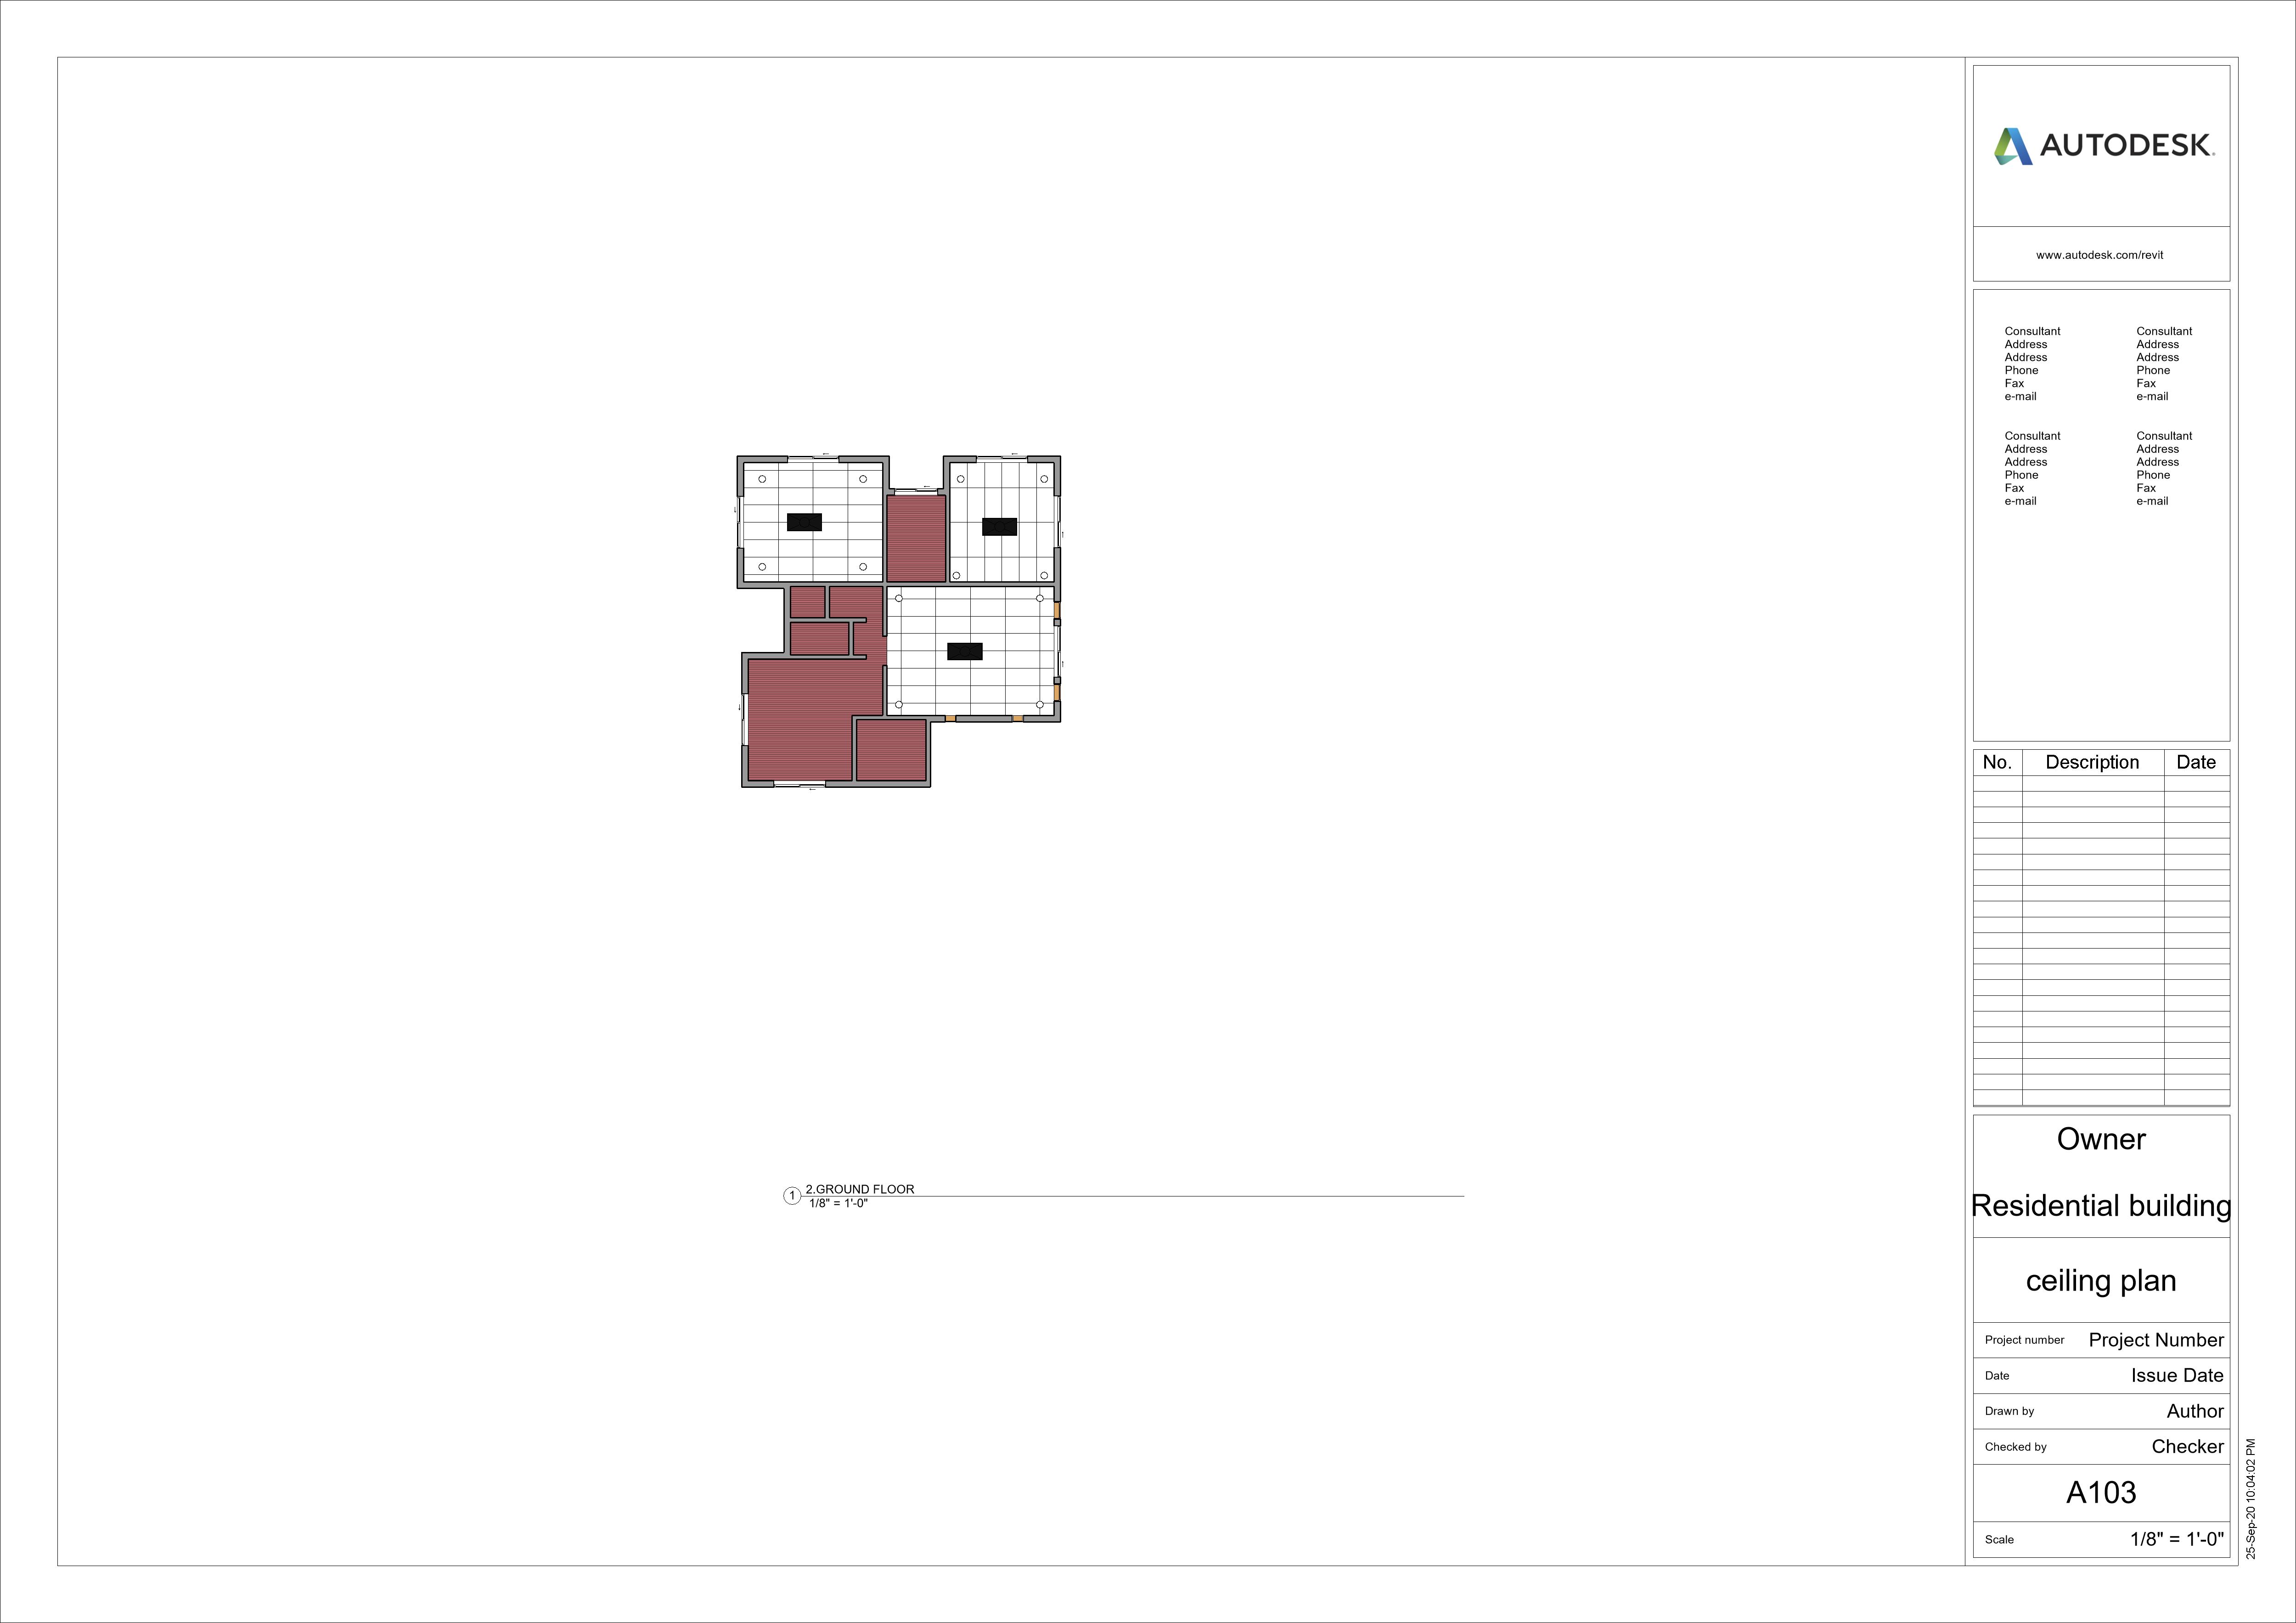 AUTODESK.
www.autodesk.com/revit
Consultant
Address
Address
Phone
Fax
e-mail
Consultant
Address
Address
Phone
Fax
e-mail
Consultant
Address
Address
Phone
Fax
e-mail
Consultant
Address
Address
Phone
Fax
e-mail
No. Description Date
1 2.GROUND FLOOR
1/8" = 1'-0"
Owner
Residential building
ceiling plan
Project number Project Number
Date Issue Date
Drawn by Author
Checked by Checker
A103
Scale 1/8" = 1'-0"
25-Sep-20 10:04:02 PM